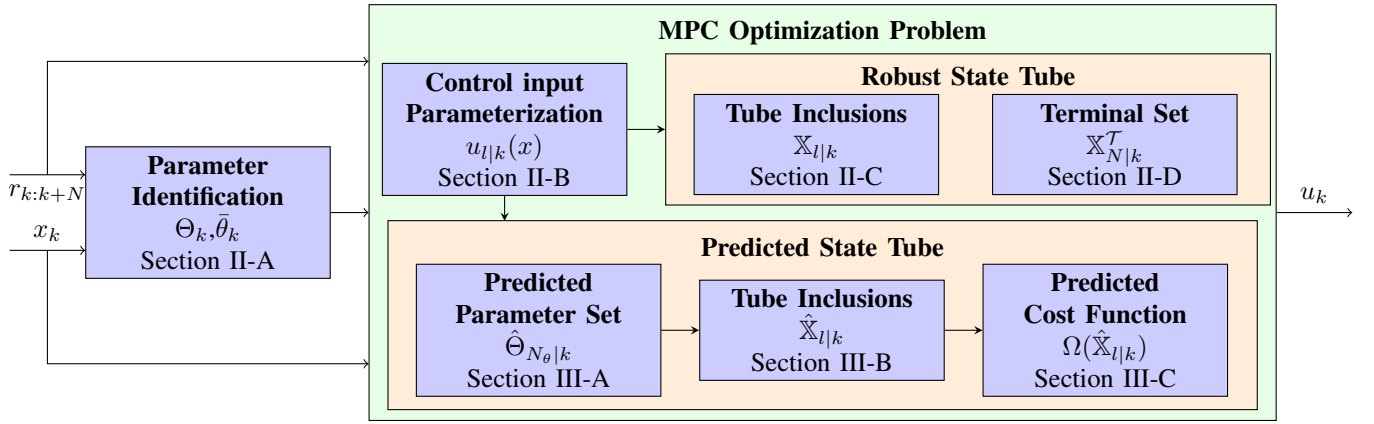 MPC Optimization Problem
r_{k:k+N}
x_k
Parameter
Identification
Θ_k,θ̄_k
Section II-A
Control input
Parameterization
u_{l|k}(x)
Section II-B
Robust State Tube
Tube Inclusions
𝕏_{l|k}
Section II-C
Terminal Set
𝕏^𝒯_{N|k}
Section II-D
Predicted State Tube
Predicted
Parameter Set
Θ̂_{N_θ|k}
Section III-A
Tube Inclusions
𝕏̂_{l|k}
Section III-B
Predicted
Cost Function
Ω(𝕏̂_{l|k})
Section III-C
u_k